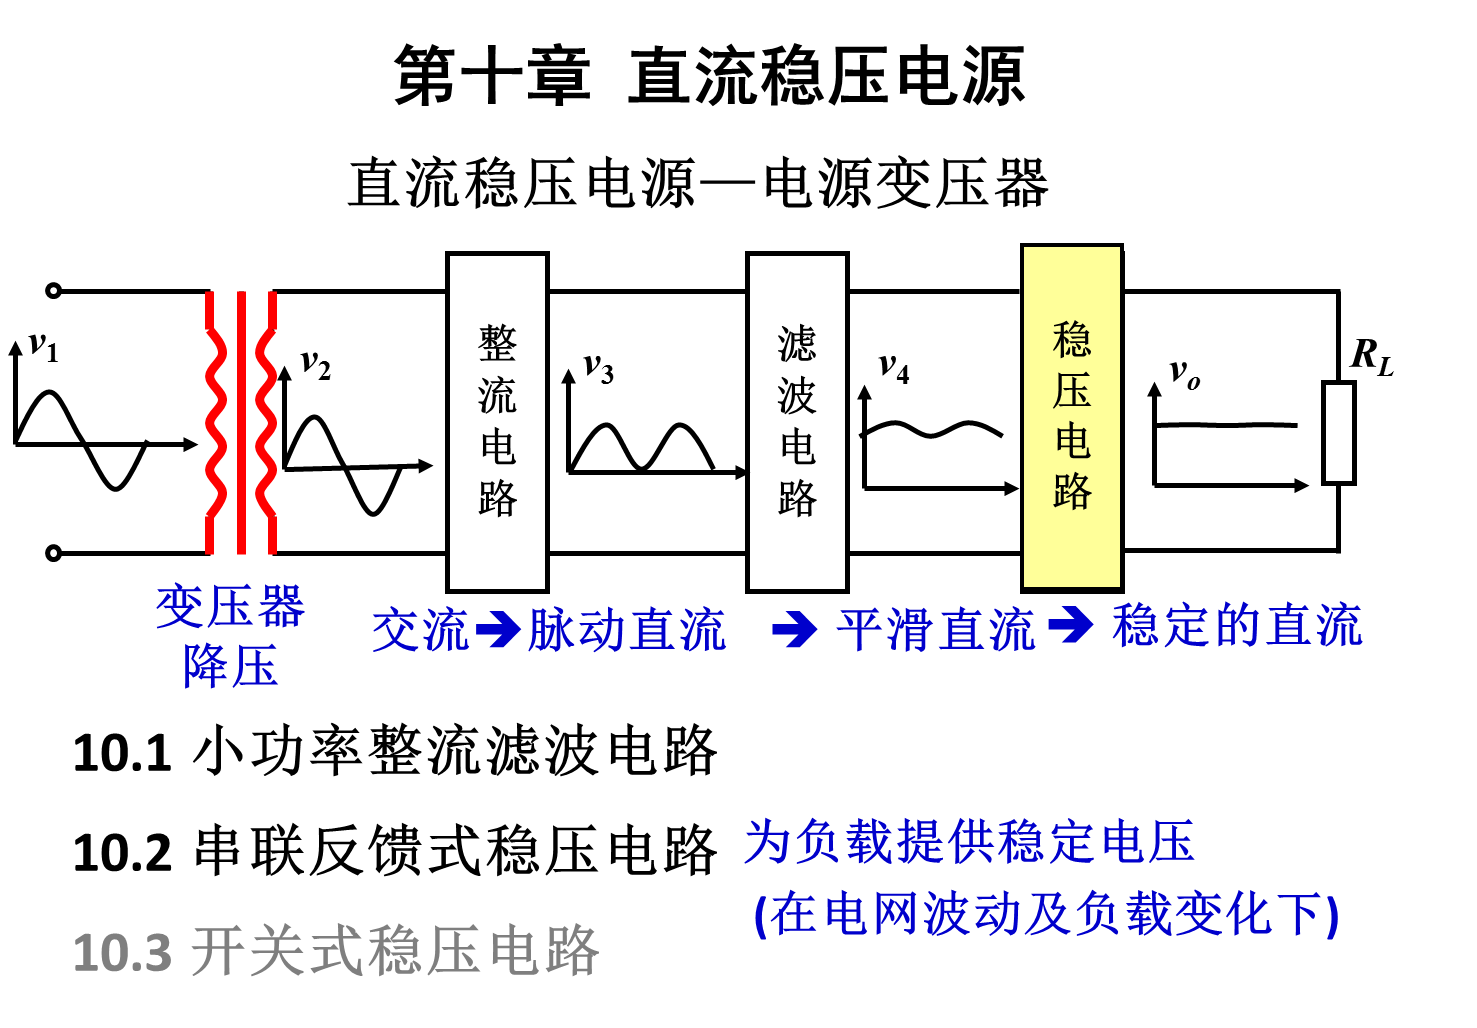 第十章 直流稳压电源
直流稳压电源—电源变压器
v1
v2
整流电路
v3
滤波电路
v4
稳压电路
vo
RL
变压器
降压
交流➔脉动直流 ➔ 平滑直流 ➔ 稳定的直流
10.1 小功率整流滤波电路
10.2 串联反馈式稳压电路
为负载提供稳定电压
(在电网波动及负载变化下)
10.3 开关式稳压电路